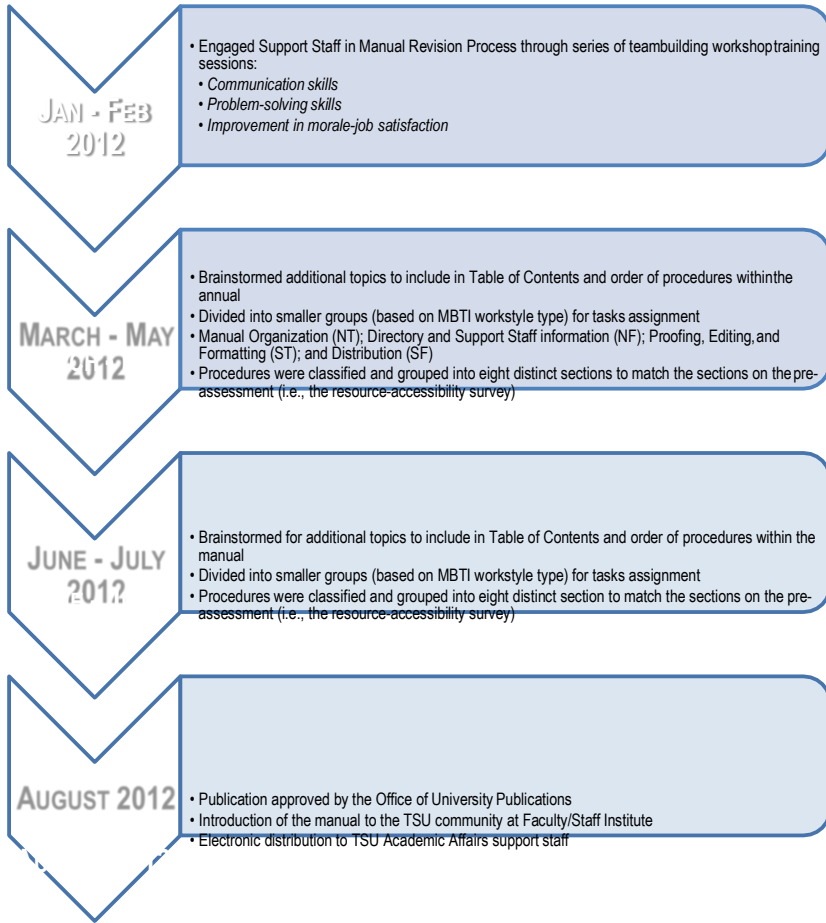 JAN - FEB
2012
• Engaged Support Staff in Manual Revision Process through series of teambuilding workshop training
sessions:
• Communication skills
• Problem-solving skills
• Improvement in morale-job satisfaction
MARCH - MAY
2012
• Brainstormed additional topics to include in Table of Contents and order of procedures within the
annual
• Divided into smaller groups (based on MBTI workstyle type) for tasks assignment
• Manual Organization (NT); Directory and Support Staff information (NF); Proofing, Editing, and
Formatting (ST); and Distribution (SF)
• Procedures were classified and grouped into eight distinct sections to match the sections on the pre-
assessment (i.e., the resource-accessibility survey)
JUNE - JULY
2012
• Brainstormed for additional topics to include in Table of Contents and order of procedures within the
manual
• Divided into smaller groups (based on MBTI workstyle type) for tasks assignment
• Procedures were classified and grouped into eight distinct section to match the sections on the pre-
assessment (i.e., the resource-accessibility survey)
AUGUST 2012
• Publication approved by the Office of University Publications
• Introduction of the manual to the TSU community at Faculty/Staff Institute
• Electronic distribution to TSU Academic Affairs support staff